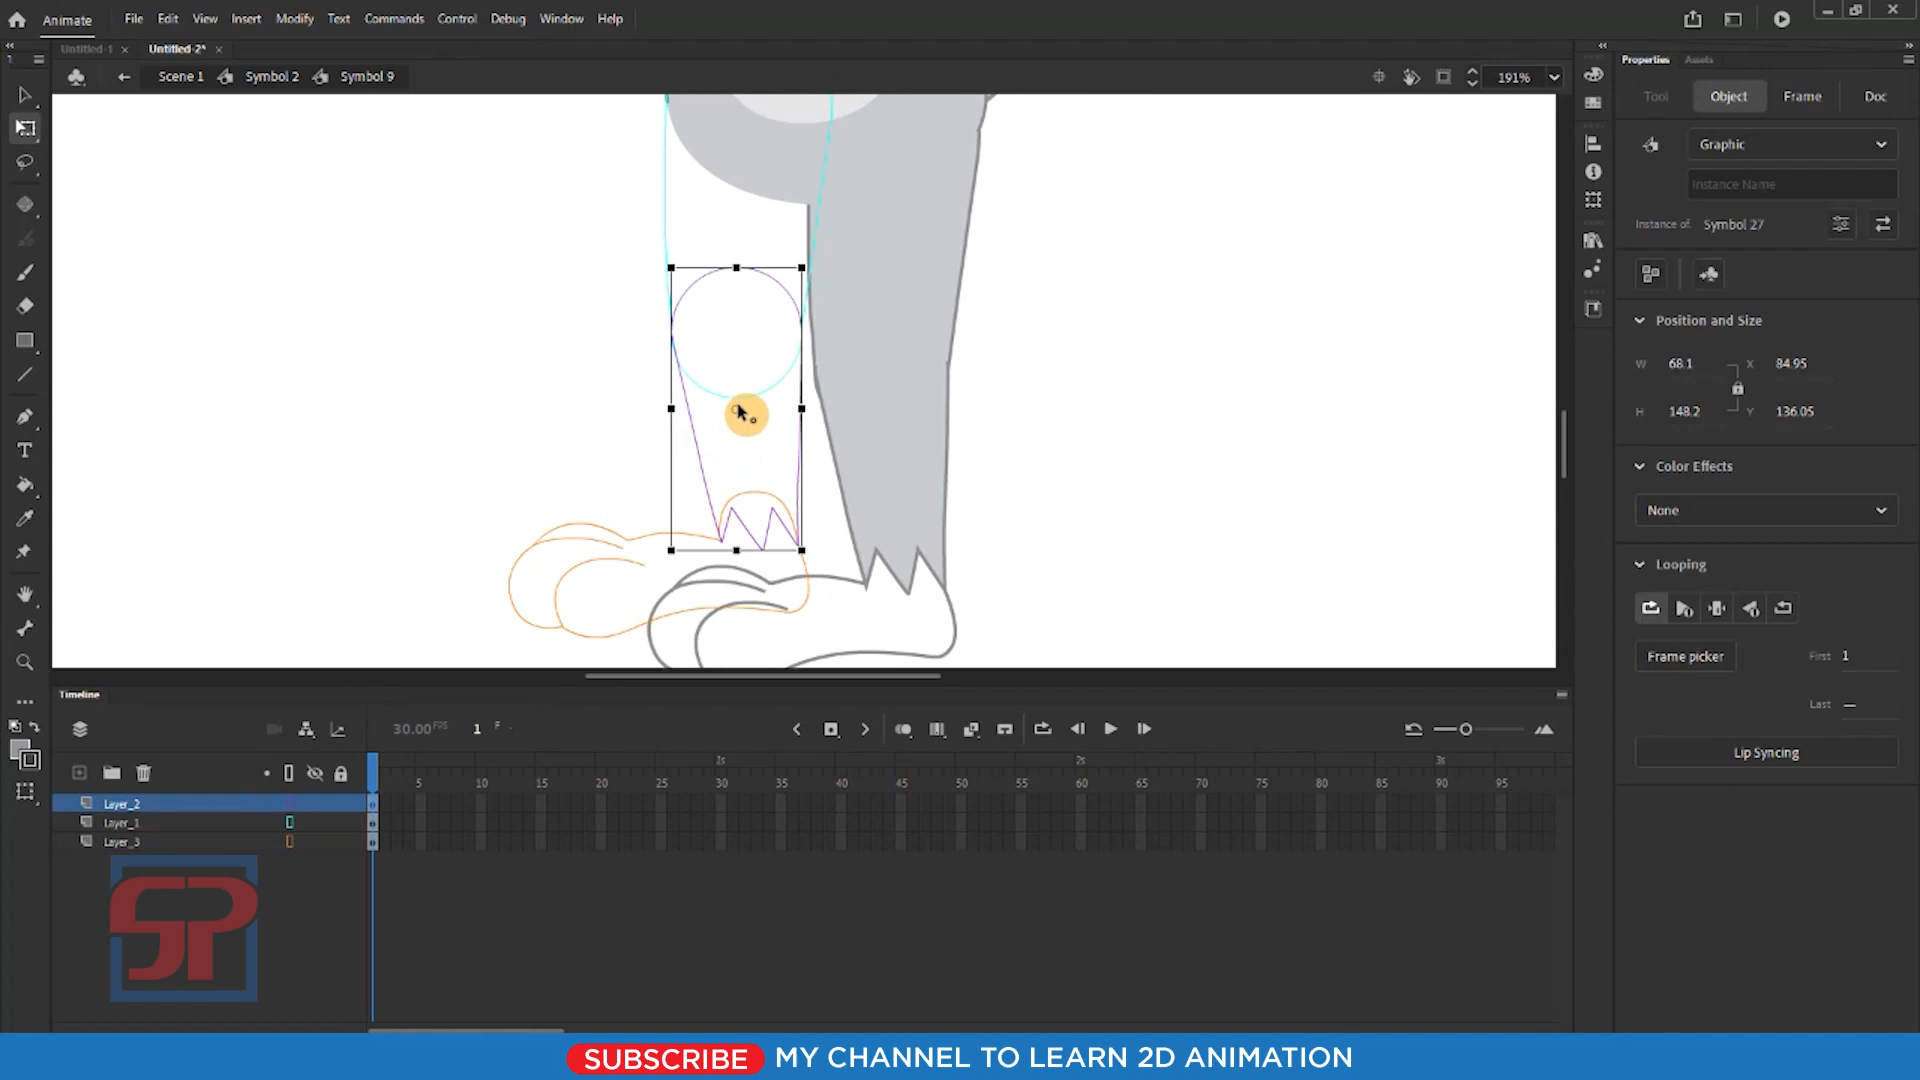 Animate File Edit View Insert Modify Text Commands Control Debug Window Help
Untitled-1 × Untitled-2* ×
Scene 1 Symbol 2 Symbol 9 191%
Properties Assets
Tool Object Frame Doc
Graphic
Instance Name
Instance of: Symbol 27
Position and Size
W 68.1 X 84.95
H 148.2 Y 136.05
Color Effects
None
Looping
Frame picker First 1
Last —
Lip Syncing
Timeline
30.00 FPS 1 F
1s 2s 3s
5 10 15 20 25 30 35 40 45 50 55 60 65 70 75 80 85 90 95
Layer_2
Layer_1
Layer_3
SP
SUBSCRIBE MY CHANNEL TO LEARN 2D ANIMATION